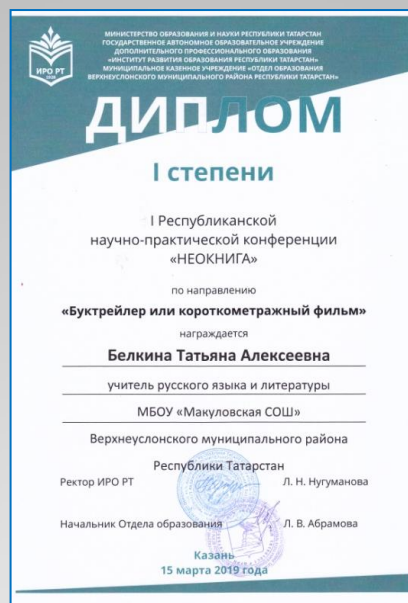 МИНИСТЕРСТВО ОБРАЗОВАНИЯ И НАУКИ РЕСПУБЛИКИ ТАТАРСТАН
ГОСУДАРСТВЕННОЕ АВТОНОМНОЕ ОБРАЗОВАТЕЛЬНОЕ УЧРЕЖДЕНИЕ
ДОПОЛНИТЕЛЬНОГО ПРОФЕССИОНАЛЬНОГО ОБРАЗОВАНИЯ
«ИНСТИТУТ РАЗВИТИЯ ОБРАЗОВАНИЯ РЕСПУБЛИКИ ТАТАРСТАН»
МУНИЦИПАЛЬНОЕ КАЗЕННОЕ УЧРЕЖДЕНИЕ «ОТДЕЛ ОБРАЗОВАНИЯ
ВЕРХНЕУСЛОНСКОГО МУНИЦИПАЛЬНОГО РАЙОНА РЕСПУБЛИКИ ТАТАРСТАН»
ИРО РТ
ДИПЛОМ
I степени
I Республиканской
научно-практической конференции
«НЕОКНИГА»
по направлению
«Буктрейлер или короткометражный фильм»
награждается
Белкина Татьяна Алексеевна
учитель русского языка и литературы
МБОУ «Макуловская СОШ»
Верхнеуслонского муниципального района
Республики Татарстан
Ректор ИРО РТ Л. Н. Нугуманова
Начальник Отдела образования Л. В. Абрамова
Казань
15 марта 2019 года